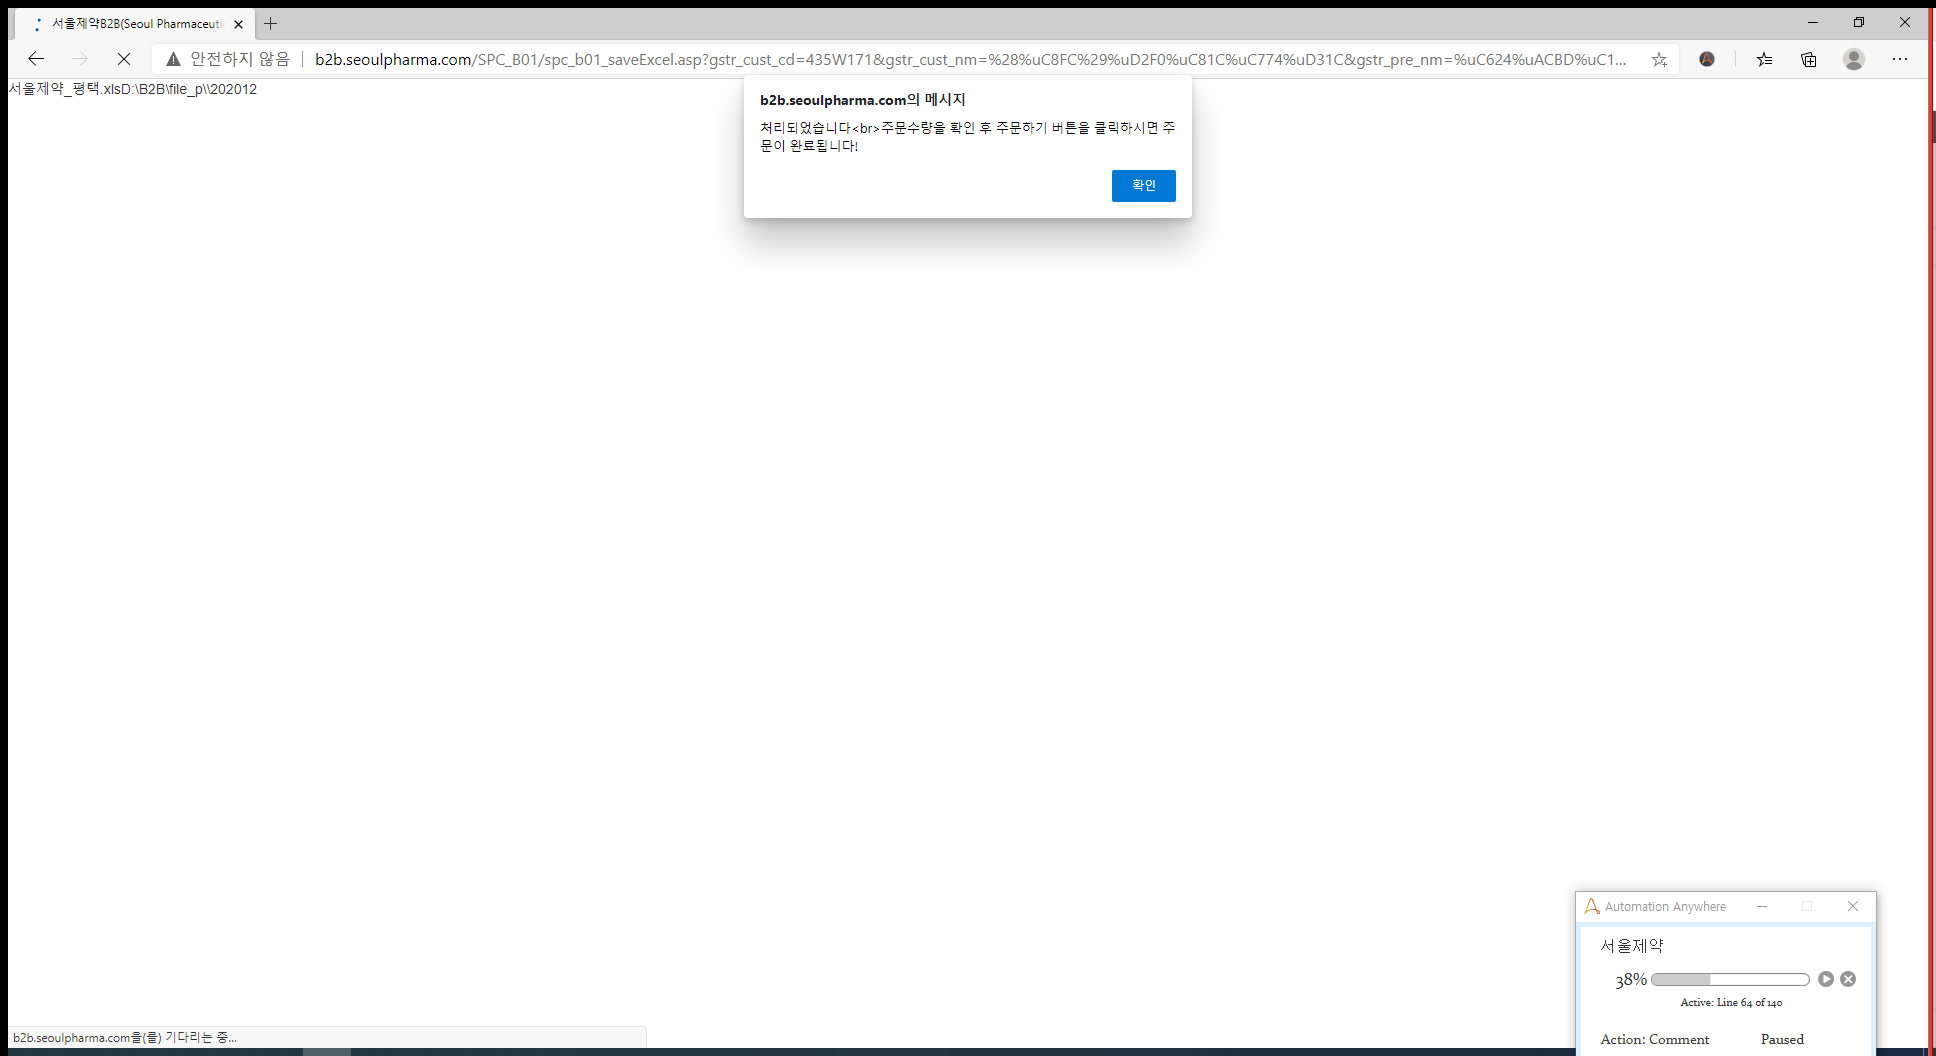 서울제약B2B(Seoul Pharmaceuti
안전하지 않음
b2b.seoulpharma.com/SPC_B01/spc_b01_saveExcel.asp?gstr_cust_cd=435W171&gstr_cust_nm=%28%uC8FC%29%uD2F0%uC81C%uC774%uD31C&gstr_pre_nm=%uC624%uACBD%uC1...
서울제약_평택.xlsD:\B2B\file_p\\202012
b2b.seoulpharma.com의 메시지
처리되었습니다<br>주문수량을 확인 후 주문하기 버튼을 클릭하시면 주
문이 완료됩니다!
확인
Automation Anywhere
서울제약
38%
Active: Line 64 of 140
Action: Comment Paused
b2b.seoulpharma.com을(를) 기다리는 중...